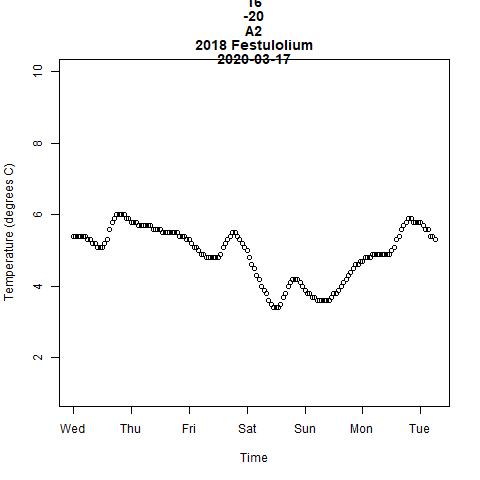 16
-20
A2
2018 Festulolium
2020-03-17
10
8
6
4
2
Temperature (degrees C)
Wed Thu Fri Sat Sun Mon Tue
Time